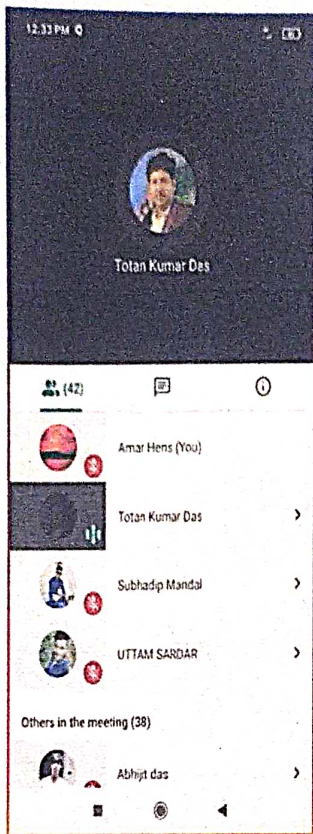 12.33 PM
Totan Kumar Das
(42)
Amar Hens (You)
Totan Kumar Das
Subhadip Mandal
UTTAM SARDAR
Others in the meeting (38)
Abhijit das